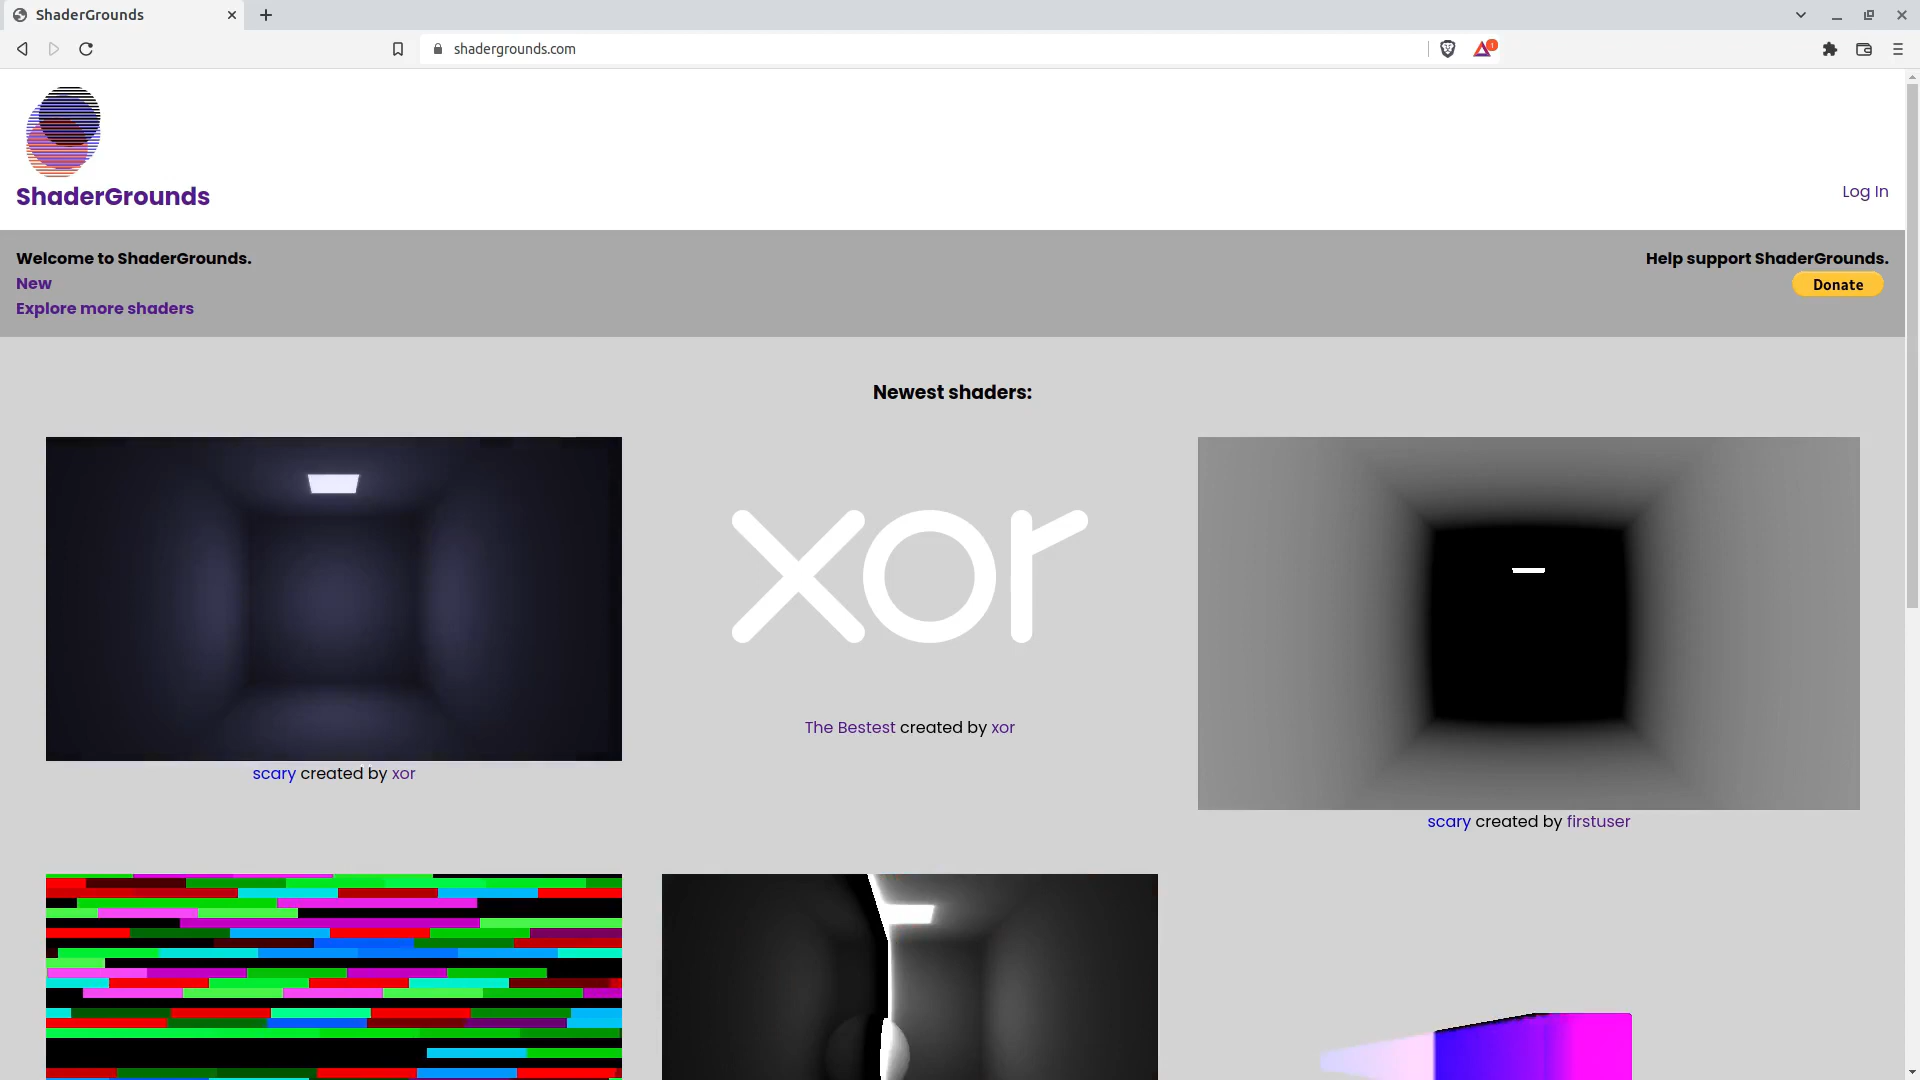 ShaderGrounds
shadergrounds.com
1
ShaderGrounds
Log In
Welcome to ShaderGrounds.
New
Explore more shaders
Help support ShaderGrounds.
Donate
Newest shaders:
xor
scary created by xor
The Bestest created by xor
scary created by firstuser